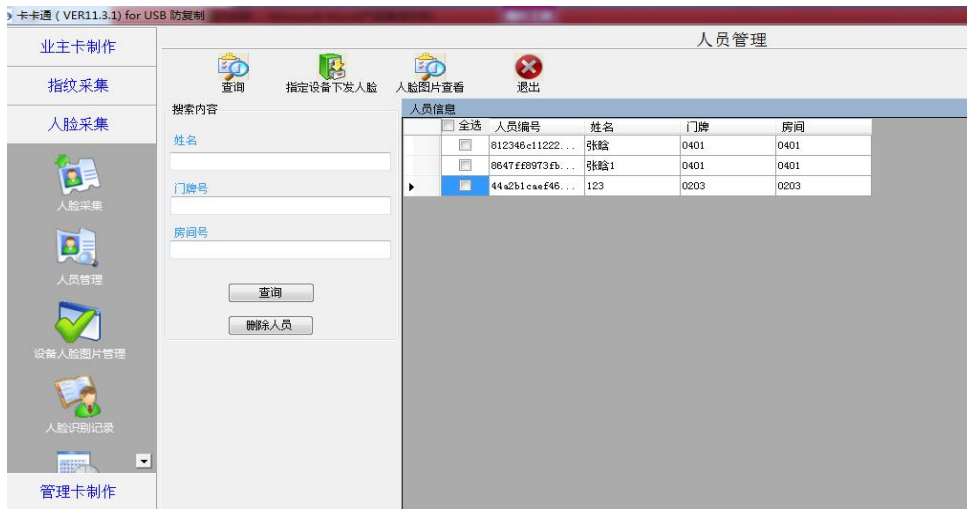 卡卡通 ( VER11.3.1) for USB 防复制
人员管理
业主卡制作
指纹采集
人脸采集
人脸采集
人员管理
设备人脸图片管理
人脸识别记录
管理卡制作
查询 指定设备下发人脸 人脸图片查看 退出
搜索内容
姓名
门牌号
房间号
查询
删除人员
人员信息
全选 人员编号 姓名 门牌 房间
812346c11222... 张晗 0401 0401
8647ff8973fb... 张晗1 0401 0401
44a2b1caef46... 123 0203 0203